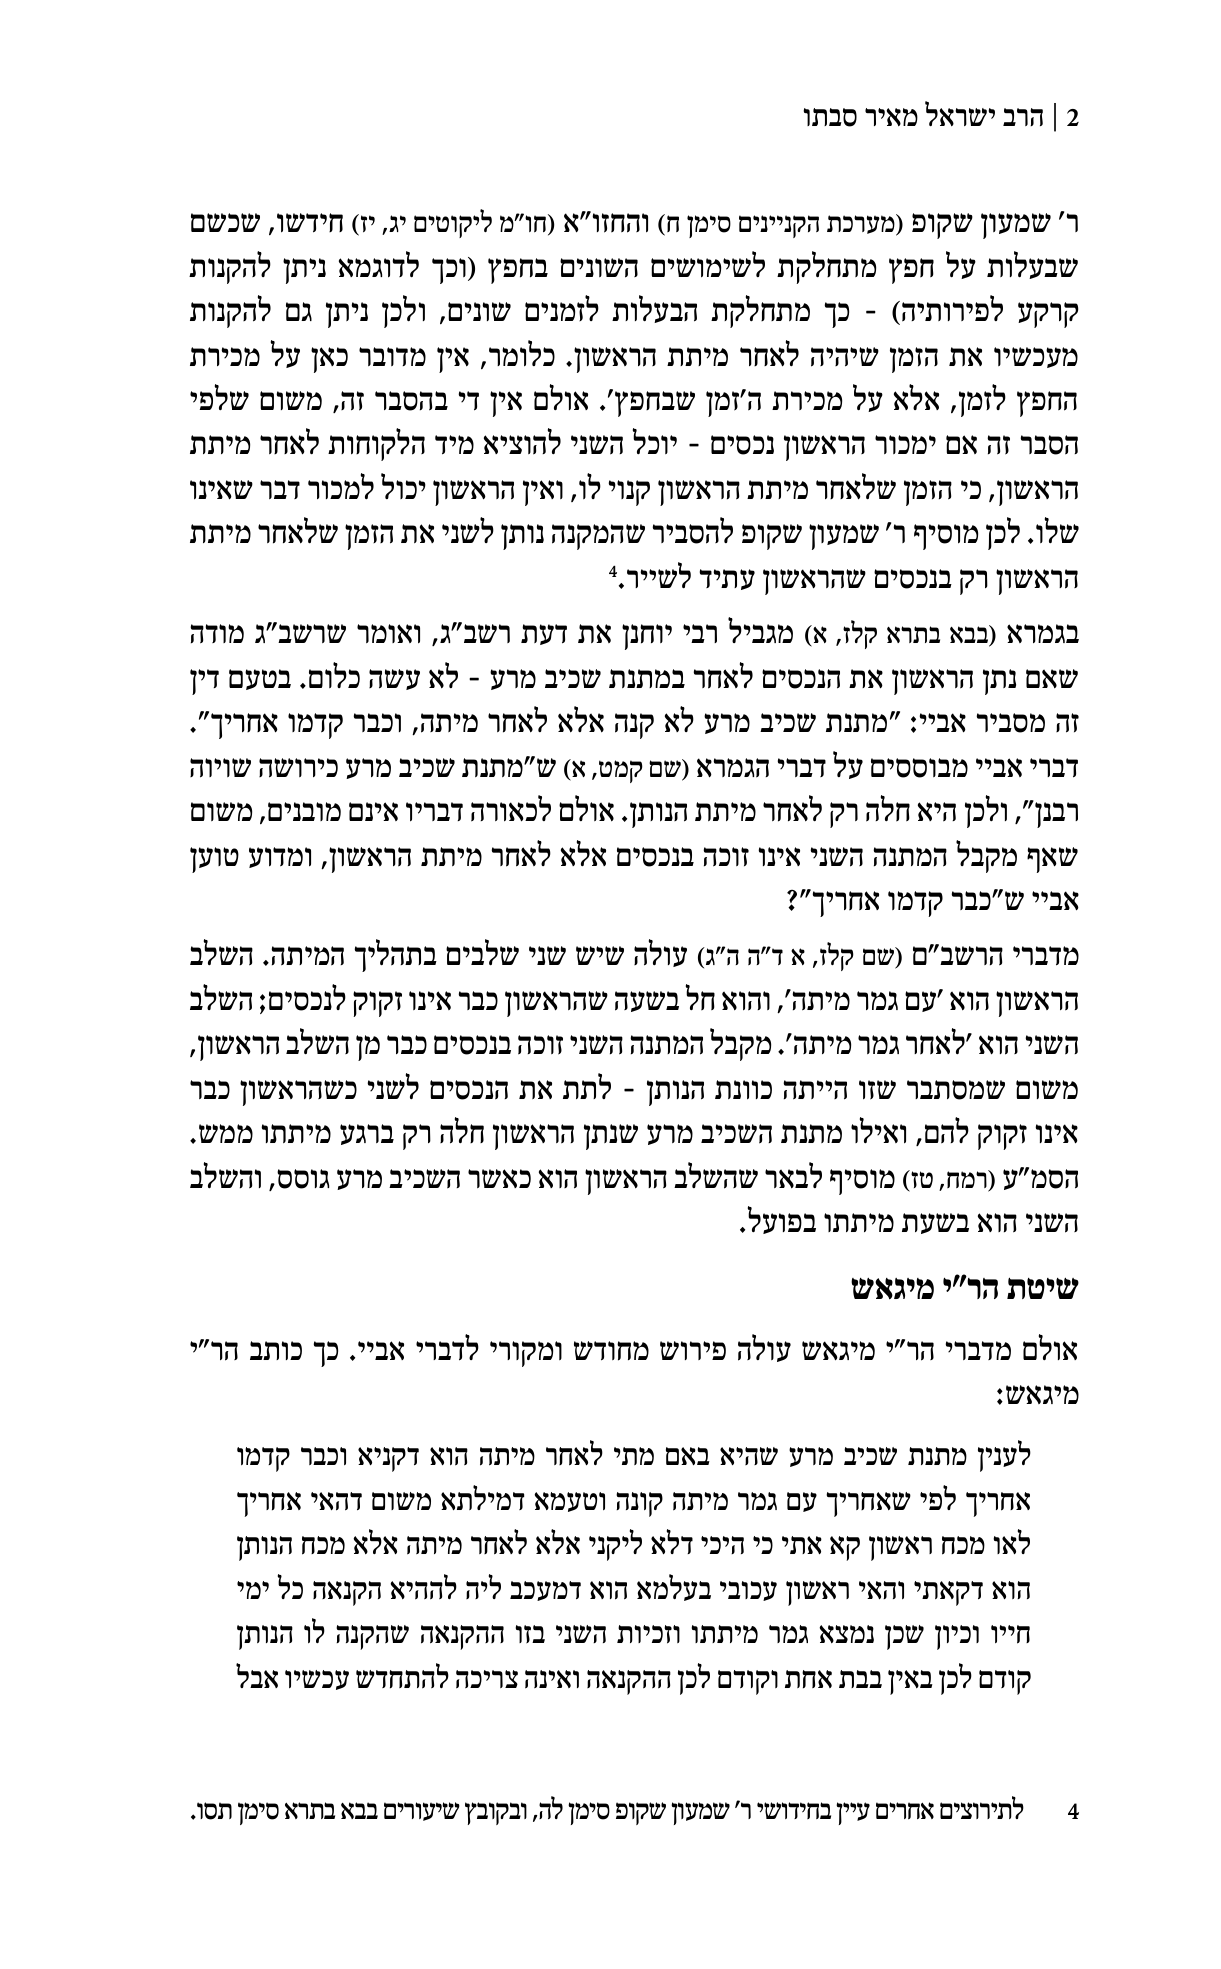 2 | הרב ישראל מאיר סבתו
ר' שמעון שקופ (מערכת הקניינים סימן ח) והחזו"א (חו"מ ליקוטים יג, יז) חידשו, שכשם
שבעלות על חפץ מתחלקת לשימושים השונים בחפץ (וכך לדוגמא ניתן להקנות
קרקע לפירותיה) - כך מתחלקת הבעלות לזמנים שונים, ולכן ניתן גם להקנות
מעכשיו את הזמן שיהיה לאחר מיתת הראשון. כלומר, אין מדובר כאן על מכירת
החפץ לזמן, אלא על מכירת ה'זמן שבחפץ'. אולם אין די בהסבר זה, משום שלפי
הסבר זה אם ימכור הראשון נכסים - יוכל השני להוציא מיד הלקוחות לאחר מיתת
הראשון, כי הזמן שלאחר מיתת הראשון קנוי לו, ואין הראשון יכול למכור דבר שאינו
שלו. לכן מוסיף ר' שמעון שקופ להסביר שהמקנה נותן לשני את הזמן שלאחר מיתת
הראשון רק בנכסים שהראשון עתיד לשייר.4
בגמרא (בבא בתרא קלז, א) מגביל רבי יוחנן את דעת רשב"ג, ואומר שרשב"ג מודה
שאם נתן הראשון את הנכסים לאחר במתנת שכיב מרע - לא עשה כלום. בטעם דין
זה מסביר אביי: "מתנת שכיב מרע לא קנה אלא לאחר מיתה, וכבר קדמו אחריך".
דברי אביי מבוססים על דברי הגמרא (שם קמט, א) ש"מתנת שכיב מרע כירושה שויוה
רבנן", ולכן היא חלה רק לאחר מיתת הנותן. אולם לכאורה דבריו אינם מובנים, משום
שאף מקבל המתנה השני אינו זוכה בנכסים אלא לאחר מיתת הראשון, ומדוע טוען
אביי ש"כבר קדמו אחריך"?
מדברי הרשב"ם (שם קלז, א ד"ה ה"ג) עולה שיש שני שלבים בתהליך המיתה. השלב
הראשון הוא 'עם גמר מיתה', והוא חל בשעה שהראשון כבר אינו זקוק לנכסים; השלב
השני הוא 'לאחר גמר מיתה'. מקבל המתנה השני זוכה בנכסים כבר מן השלב הראשון,
משום שמסתבר שזו הייתה כוונת הנותן - לתת את הנכסים לשני כשהראשון כבר
אינו זקוק להם, ואילו מתנת השכיב מרע שנתן הראשון חלה רק ברגע מיתתו ממש.
הסמ"ע (רמח, טז) מוסיף לבאר שהשלב הראשון הוא כאשר השכיב מרע גוסס, והשלב
השני הוא בשעת מיתתו בפועל.
שיטת הר"י מיגאש
אולם מדברי הר"י מיגאש עולה פירוש מחודש ומקורי לדברי אביי. כך כותב הר"י
מיגאש:
לענין מתנת שכיב מרע שהיא באם מתי לאחר מיתה הוא דקניא וכבר קדמו
אחריך לפי שאחריך עם גמר מיתה קונה וטעמא דמילתא משום דהאי אחריך
לאו מכח ראשון קא אתי כי היכי דלא ליקני אלא לאחר מיתה אלא מכח הנותן
הוא דקאתי והאי ראשון עכובי בעלמא הוא דמעכב ליה לההיא הקנאה כל ימי
חייו וכיון שכן נמצא גמר מיתתו וזכיות השני בזו ההקנאה שהקנה לו הנותן
קודם לכן באין בבת אחת וקודם לכן ההקנאה ואינה צריכה להתחדש עכשיו אבל
4 לתירוצים אחרים עיין בחידושי ר' שמעון שקופ סימן לה, ובקובץ שיעורים בבא בתרא סימן תסו.